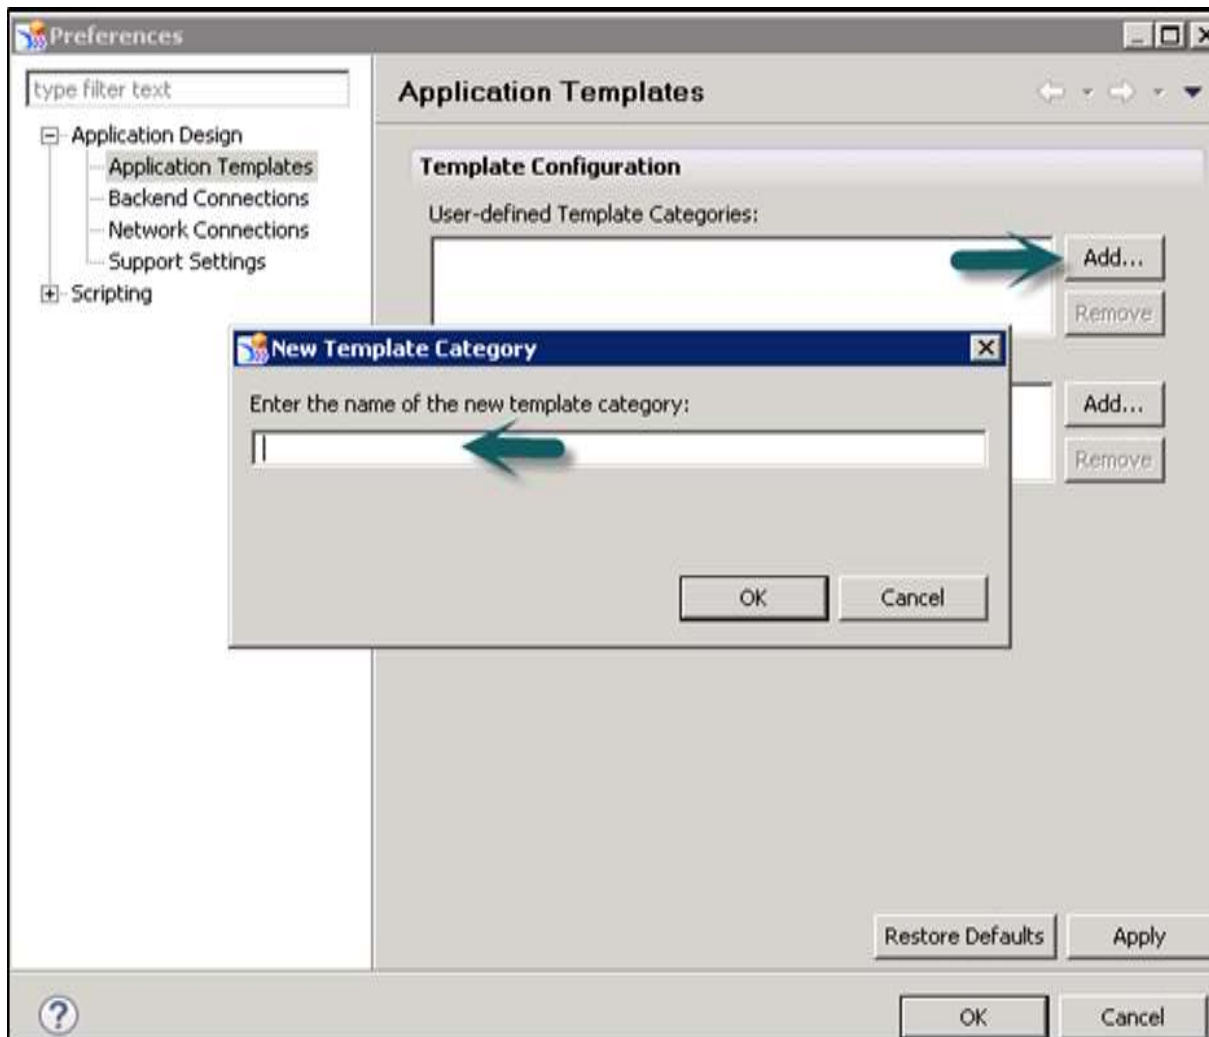 Preferences
type filter text
Application Design
Application Templates
Backend Connections
Network Connections
Support Settings
Scripting
Application Templates
Template Configuration
User-defined Template Categories:
Add...
Remove
Add...
Remove
New Template Category
Enter the name of the new template category:
OK
Cancel
Restore Defaults
Apply
?
OK
Cancel